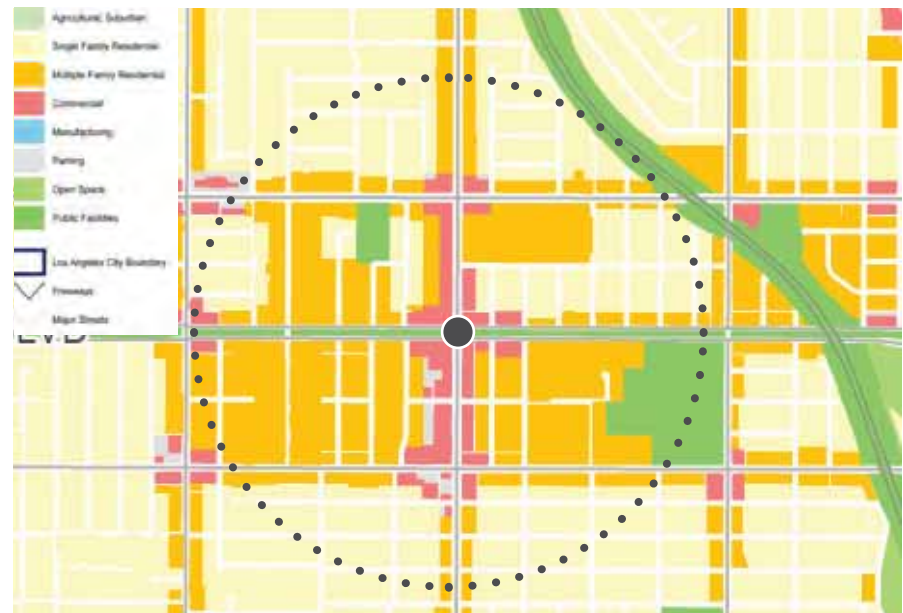 Agricultural, Suburban
Single Family Residential
Multiple Family Residential
Commercial
Manufacturing
Parking
Open Space
Public Facilities
Los Angeles City Boundary
Freeways
Major Streets
LVD